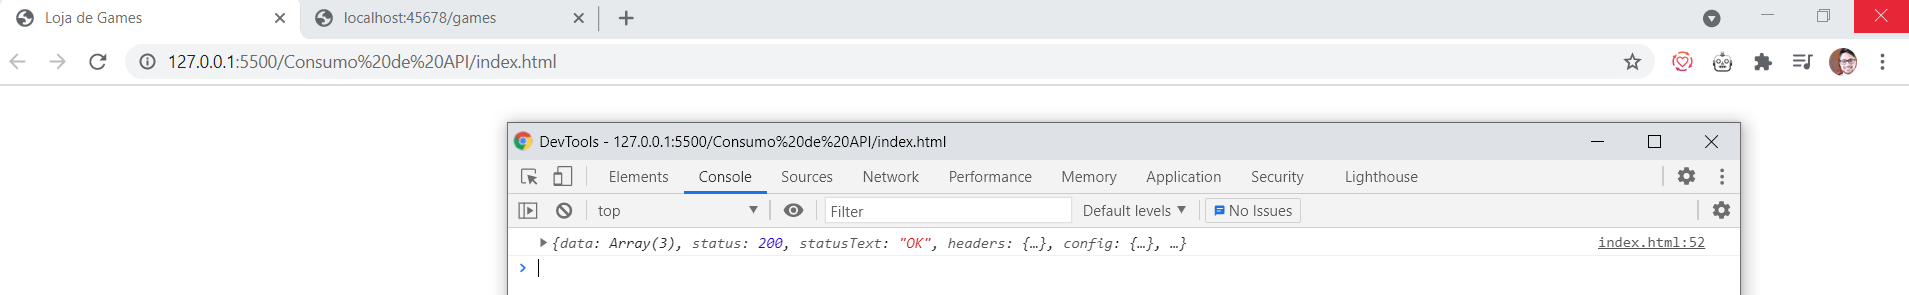 Loja de Games
localhost:45678/games
127.0.0.1:5500/Consumo%20de%20API/index.html
DevTools - 127.0.0.1:5500/Consumo%20de%20API/index.html
Elements Console Sources Network Performance Memory Application Security Lighthouse
top Filter Default levels No Issues
{data: Array(3), status: 200, statusText: "OK", headers: {…}, config: {…}, …} index.html:52